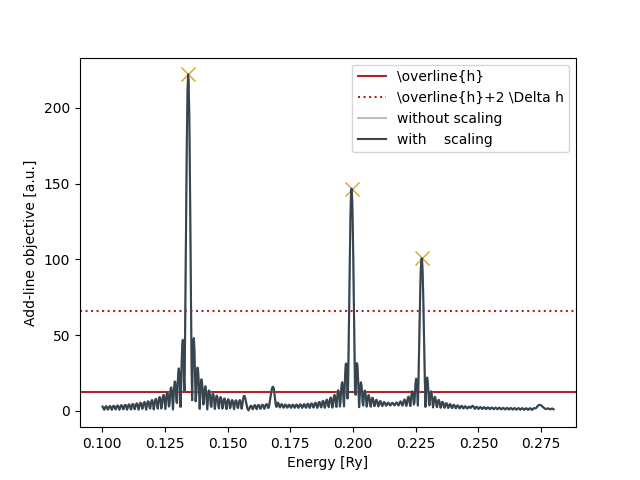 \overline{h}
\overline{h}+2 \Delta h
without scaling
with    scaling
Add-line objective [a.u.]
200
150
100
50
0
0.100 0.125 0.150 0.175 0.200 0.225 0.250 0.275
Energy [Ry]